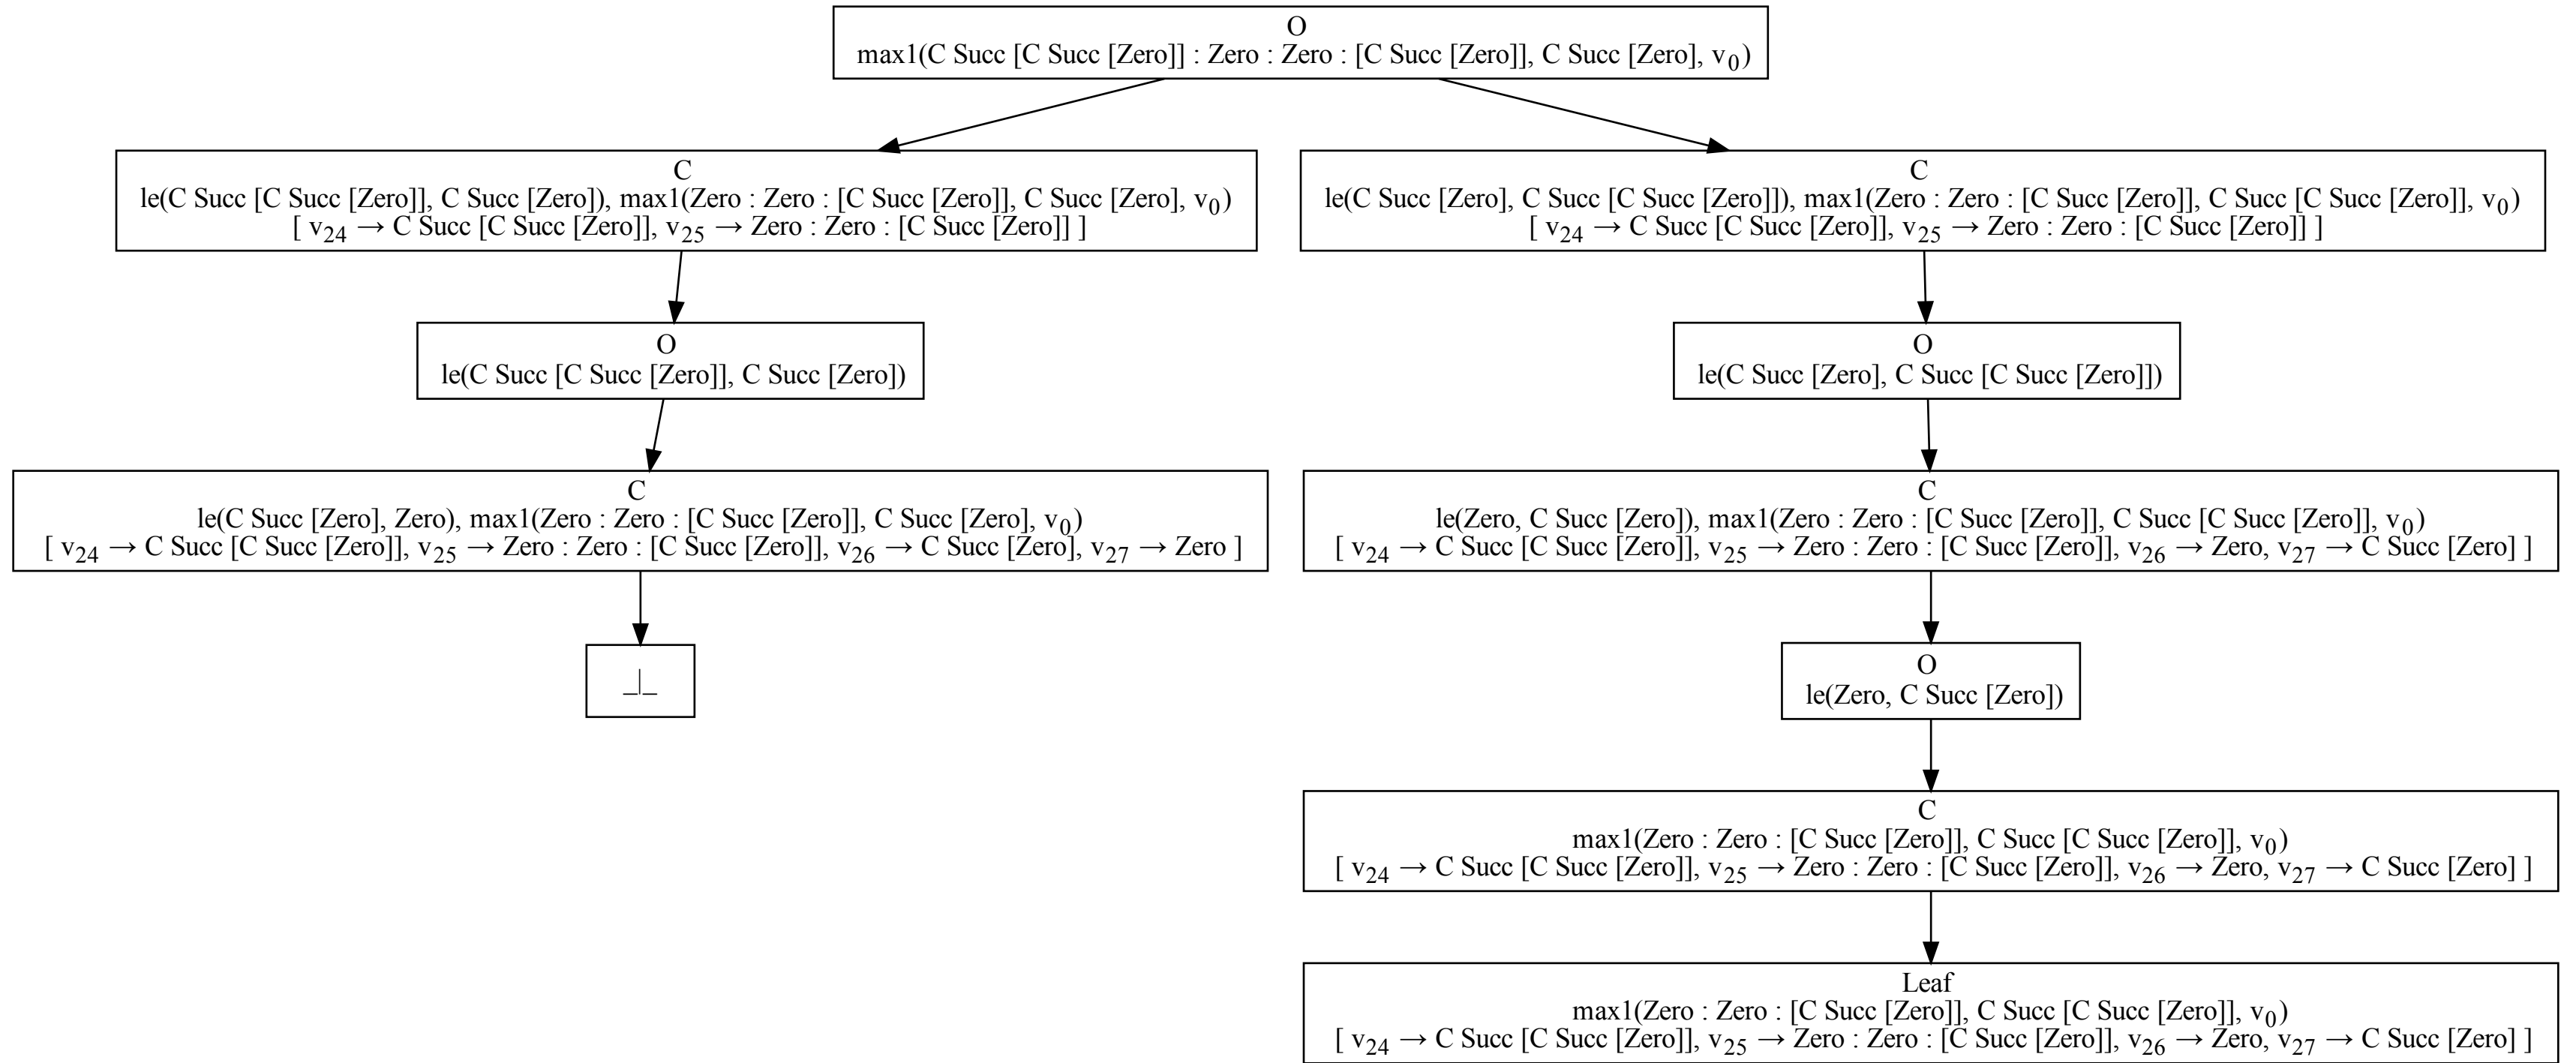 O
max1(C Succ [C Succ [Zero]] : Zero : Zero : [C Succ [Zero]], C Succ [Zero], v0)
C
le(C Succ [C Succ [Zero]], C Succ [Zero]), max1(Zero : Zero : [C Succ [Zero]], C Succ [Zero], v0)
[ v24 → C Succ [C Succ [Zero]], v25 → Zero : Zero : [C Succ [Zero]] ]
C
le(C Succ [Zero], C Succ [C Succ [Zero]]), max1(Zero : Zero : [C Succ [Zero]], C Succ [C Succ [Zero]], v0)
[ v24 → C Succ [C Succ [Zero]], v25 → Zero : Zero : [C Succ [Zero]] ]
O
le(C Succ [C Succ [Zero]], C Succ [Zero])
O
le(C Succ [Zero], C Succ [C Succ [Zero]])
C
le(C Succ [Zero], Zero), max1(Zero : Zero : [C Succ [Zero]], C Succ [Zero], v0)
[ v24 → C Succ [C Succ [Zero]], v25 → Zero : Zero : [C Succ [Zero]], v26 → C Succ [Zero], v27 → Zero ]
C
le(Zero, C Succ [Zero]), max1(Zero : Zero : [C Succ [Zero]], C Succ [C Succ [Zero]], v0)
[ v24 → C Succ [C Succ [Zero]], v25 → Zero : Zero : [C Succ [Zero]], v26 → Zero, v27 → C Succ [Zero] ]
_|_
O
le(Zero, C Succ [Zero])
C
max1(Zero : Zero : [C Succ [Zero]], C Succ [C Succ [Zero]], v0)
[ v24 → C Succ [C Succ [Zero]], v25 → Zero : Zero : [C Succ [Zero]], v26 → Zero, v27 → C Succ [Zero] ]
Leaf
max1(Zero : Zero : [C Succ [Zero]], C Succ [C Succ [Zero]], v0)
[ v24 → C Succ [C Succ [Zero]], v25 → Zero : Zero : [C Succ [Zero]], v26 → Zero, v27 → C Succ [Zero] ]